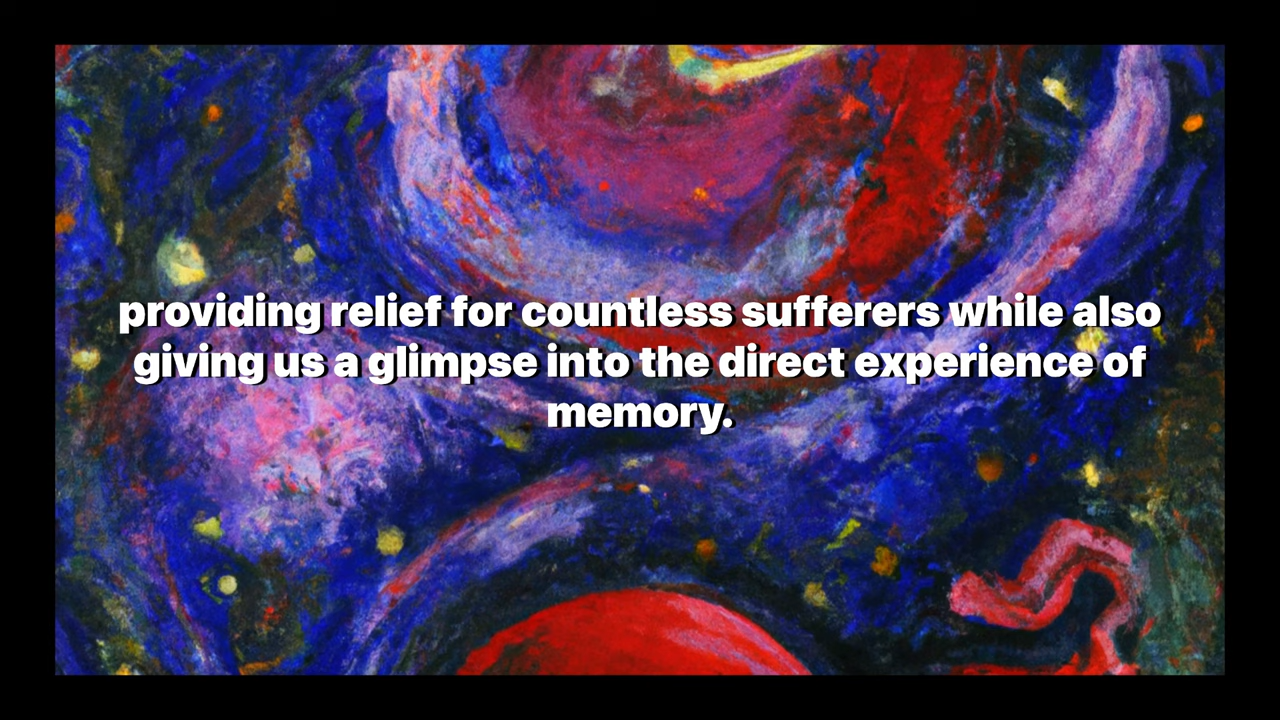 providing relief for countless sufferers while also
giving us a glimpse into the direct experience of
memory.